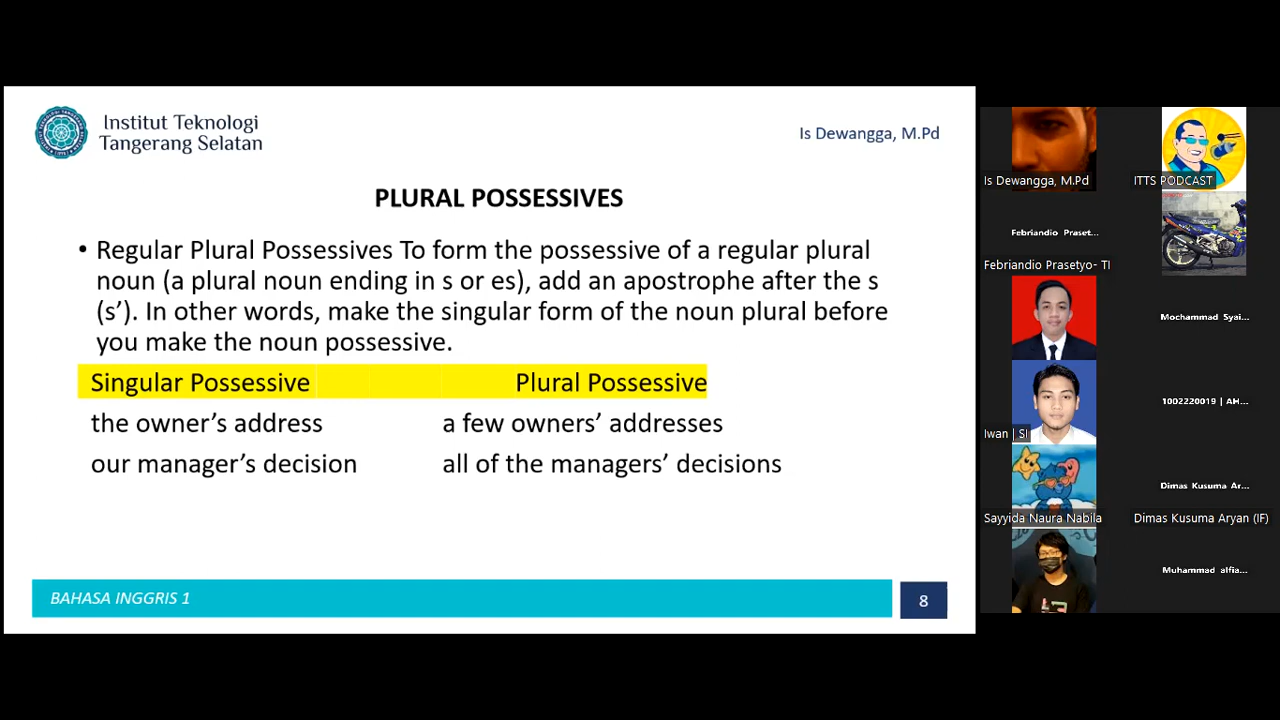 Institut Teknologi
Tangerang Selatan
Is Dewangga, M.Pd
PLURAL POSSESSIVES
• Regular Plural Possessives To form the possessive of a regular plural
noun (a plural noun ending in s or es), add an apostrophe after the s
(s’). In other words, make the singular form of the noun plural before
you make the noun possessive.
Singular Possessive Plural Possessive
the owner’s address a few owners’ addresses
our manager’s decision all of the managers’ decisions
BAHASA INGGRIS 1
8
Is Dewangga, M.Pd
ITTS PODCAST
Febriandio Praset...
Febriandio Prasetyo- TI
Mochammad Syai...
1002220019 | AH...
Iwan | SI
Dimas Kusuma Ar...
Sayyida Naura Nabila
Dimas Kusuma Aryan (IF)
Muhammad alfia...